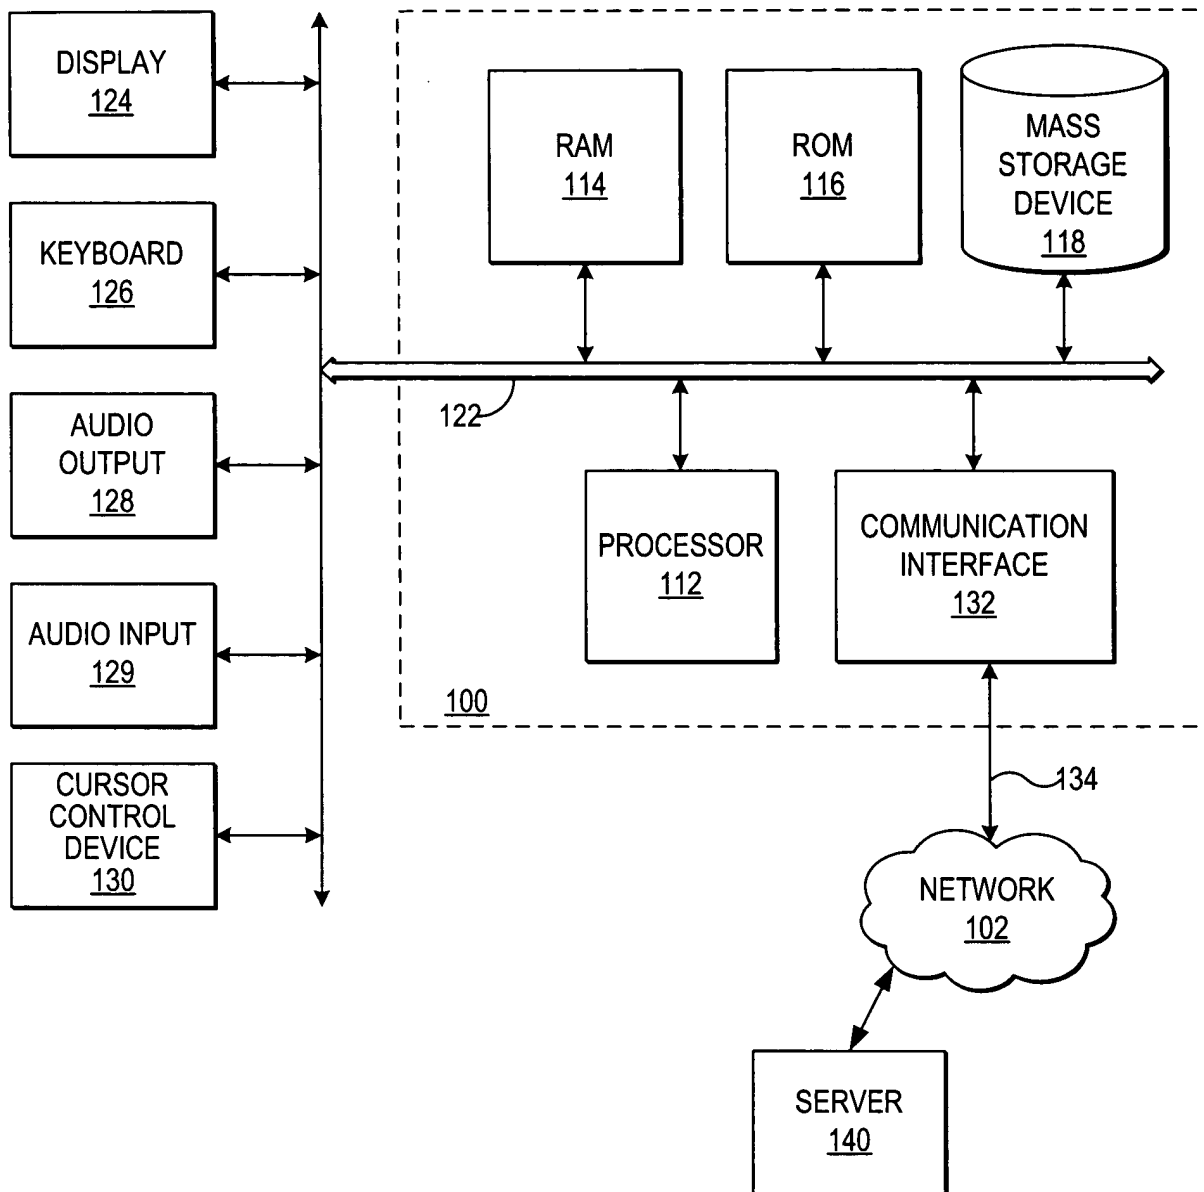 DISPLAY
124
KEYBOARD
126
AUDIO
OUTPUT
128
AUDIO INPUT
129
CURSOR
CONTROL
DEVICE
130
RAM
114
ROM
116
MASS
STORAGE
DEVICE
118
122
PROCESSOR
112
COMMUNICATION
INTERFACE
132
100
134
NETWORK
102
SERVER
140